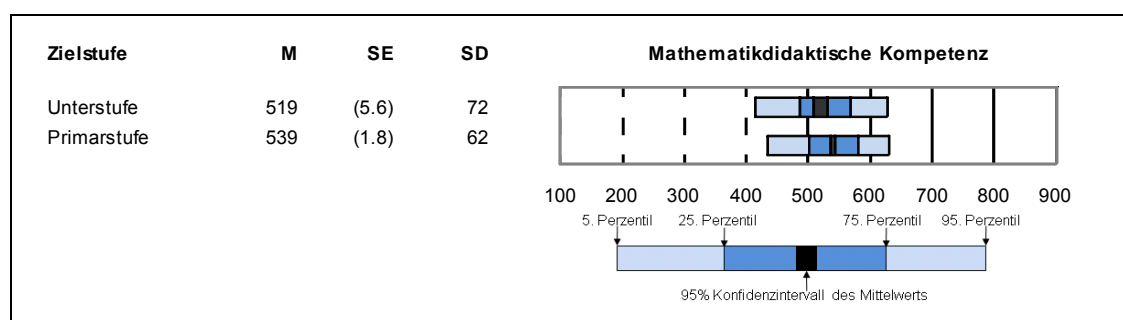 Zielstufe M SE SD Mathematikdidaktische Kompetenz
Unterstufe 519 (5.6) 72
Primarstufe 539 (1.8) 62
100 200 300 400 500 600 700 800 900
5. Perzentil 25. Perzentil 75. Perzentil 95. Perzentil
95% Konfidenzintervall des Mittelwerts